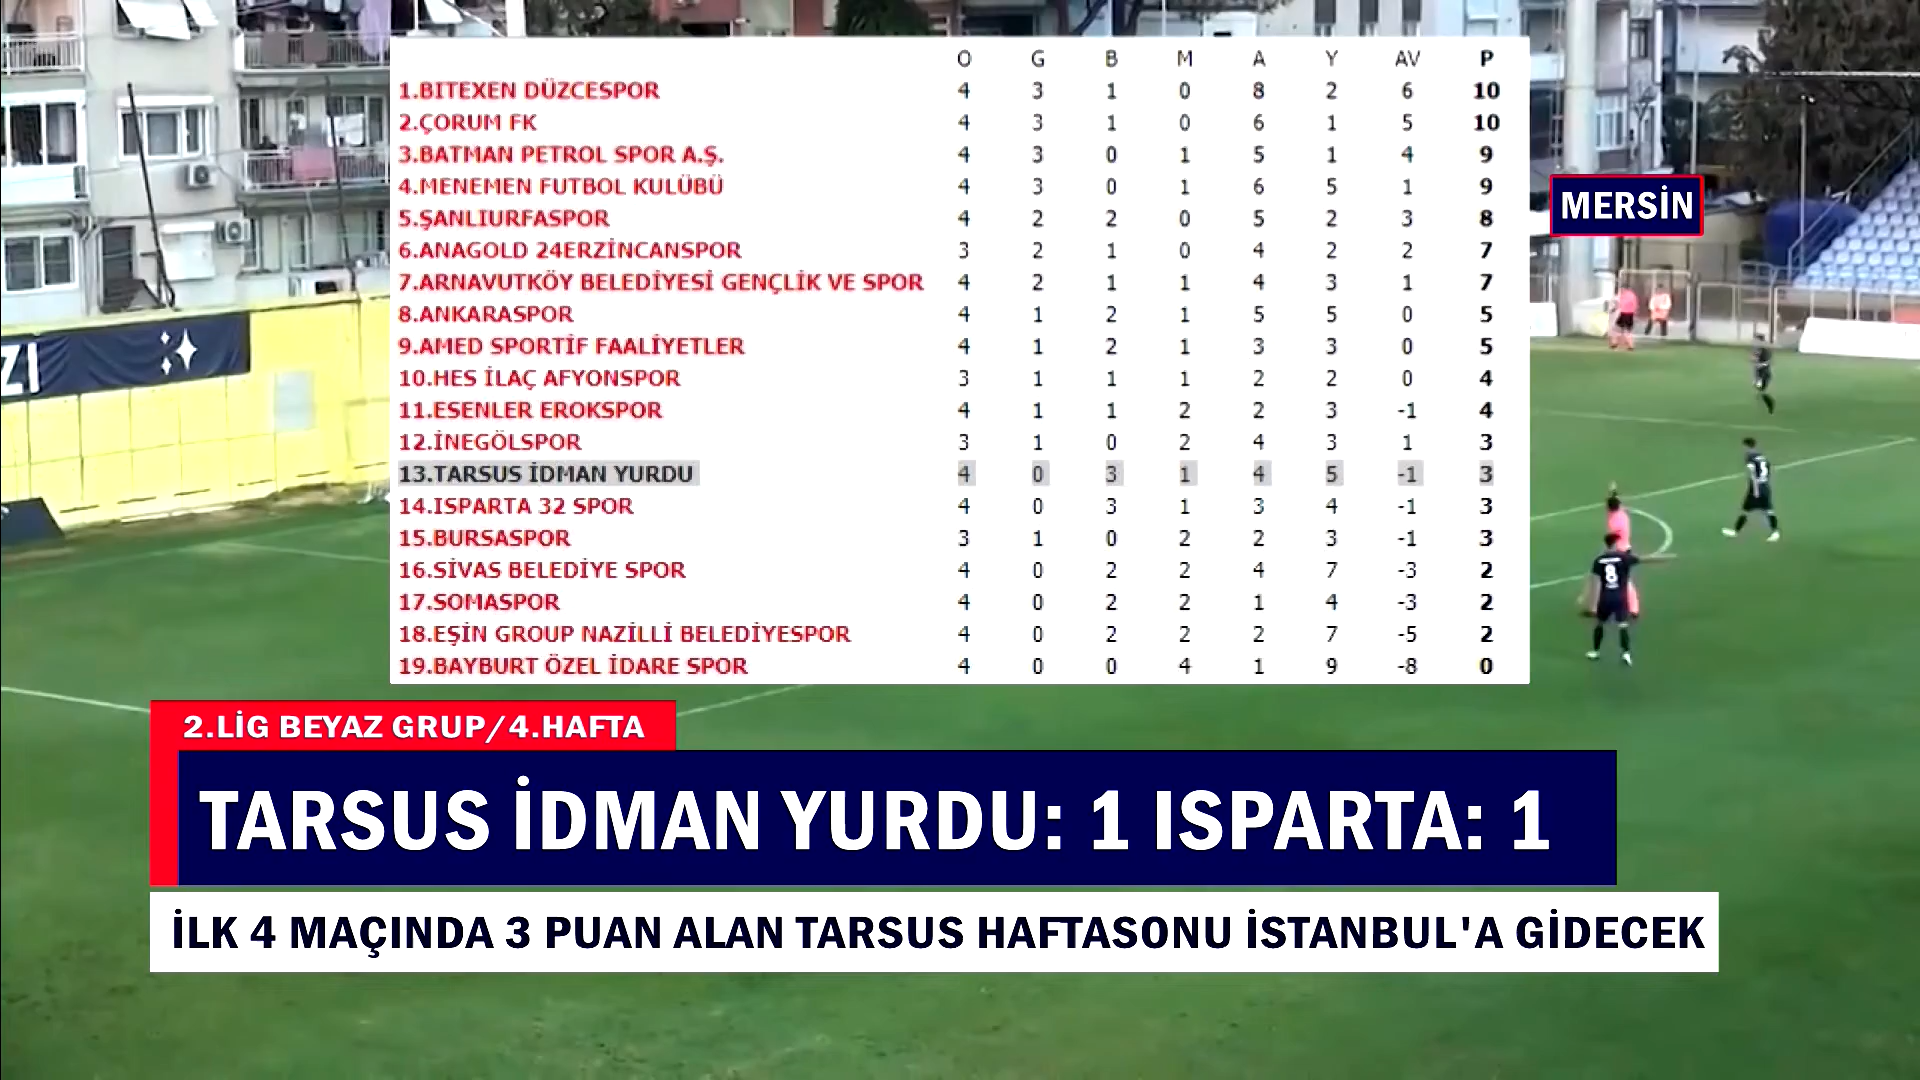 O G B M A Y AV P
1.BITEXEN DÜZCESPOR 4 3 1 0 8 2 6 10
2.ÇORUM FK 4 3 1 0 6 1 5 10
3.BATMAN PETROL SPOR A.Ş. 4 3 0 1 5 1 4 9
4.MENEMEN FUTBOL KULÜBÜ 4 3 0 1 6 5 1 9
5.ŞANLIURFASPOR 4 2 2 0 5 2 3 8
6.ANAGOLD 24ERZİNCANSPOR 3 2 1 0 4 2 2 7
7.ARNAVUTKÖY BELEDİYESİ GENÇLİK VE SPOR 4 2 1 1 4 3 1 7
8.ANKARASPOR 4 1 2 1 5 5 0 5
9.AMED SPORTİF FAALİYETLER 4 1 2 1 3 3 0 5
10.HES İLAÇ AFYONSPOR 3 1 1 1 2 2 0 4
11.ESENLER EROKSPOR 4 1 1 2 2 3 -1 4
12.İNEGÖLSPOR 3 1 0 2 4 3 1 3
13.TARSUS İDMAN YURDU 4 0 3 1 4 5 -1 3
14.ISPARTA 32 SPOR 4 0 3 1 3 4 -1 3
15.BURSASPOR 3 1 0 2 2 3 -1 3
16.SİVAS BELEDİYE SPOR 4 0 2 2 4 7 -3 2
17.SOMASPOR 4 0 2 2 1 4 -3 2
18.EŞİN GROUP NAZİLLİ BELEDİYESPOR 4 0 2 2 2 7 -5 2
19.BAYBURT ÖZEL İDARE SPOR 4 0 0 4 1 9 -8 0
MERSİN
8
2.LİG BEYAZ GRUP/4.HAFTA
TARSUS İDMAN YURDU: 1 ISPARTA: 1
İLK 4 MAÇINDA 3 PUAN ALAN TARSUS HAFTASONU İSTANBUL'A GİDECEK